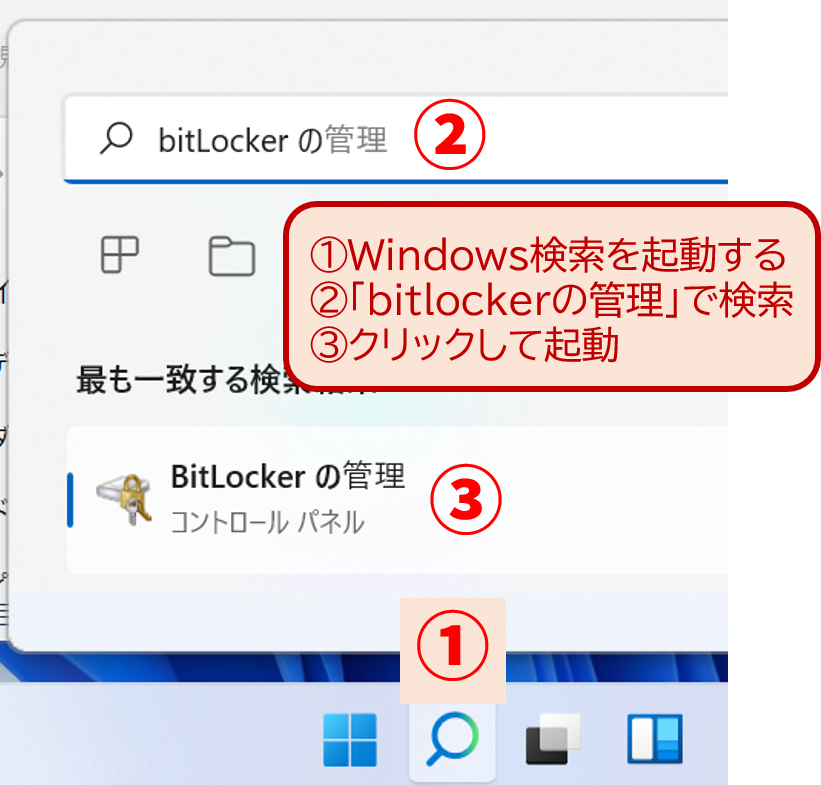 bitLocker の管理
②
①Windows検索を起動する
②「bitlockerの管理」で検索
③クリックして起動
最も一致する検索
BitLocker の管理
コントロール パネル
③
①